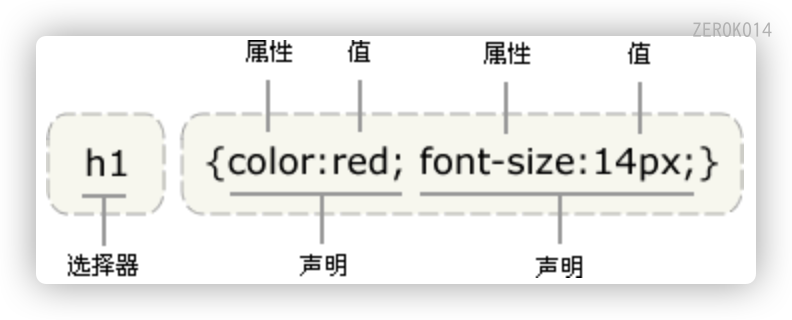 ZEROK014
属性 值 属性 值
h1 {color:red; font-size:14px;}
选择器 声明 声明